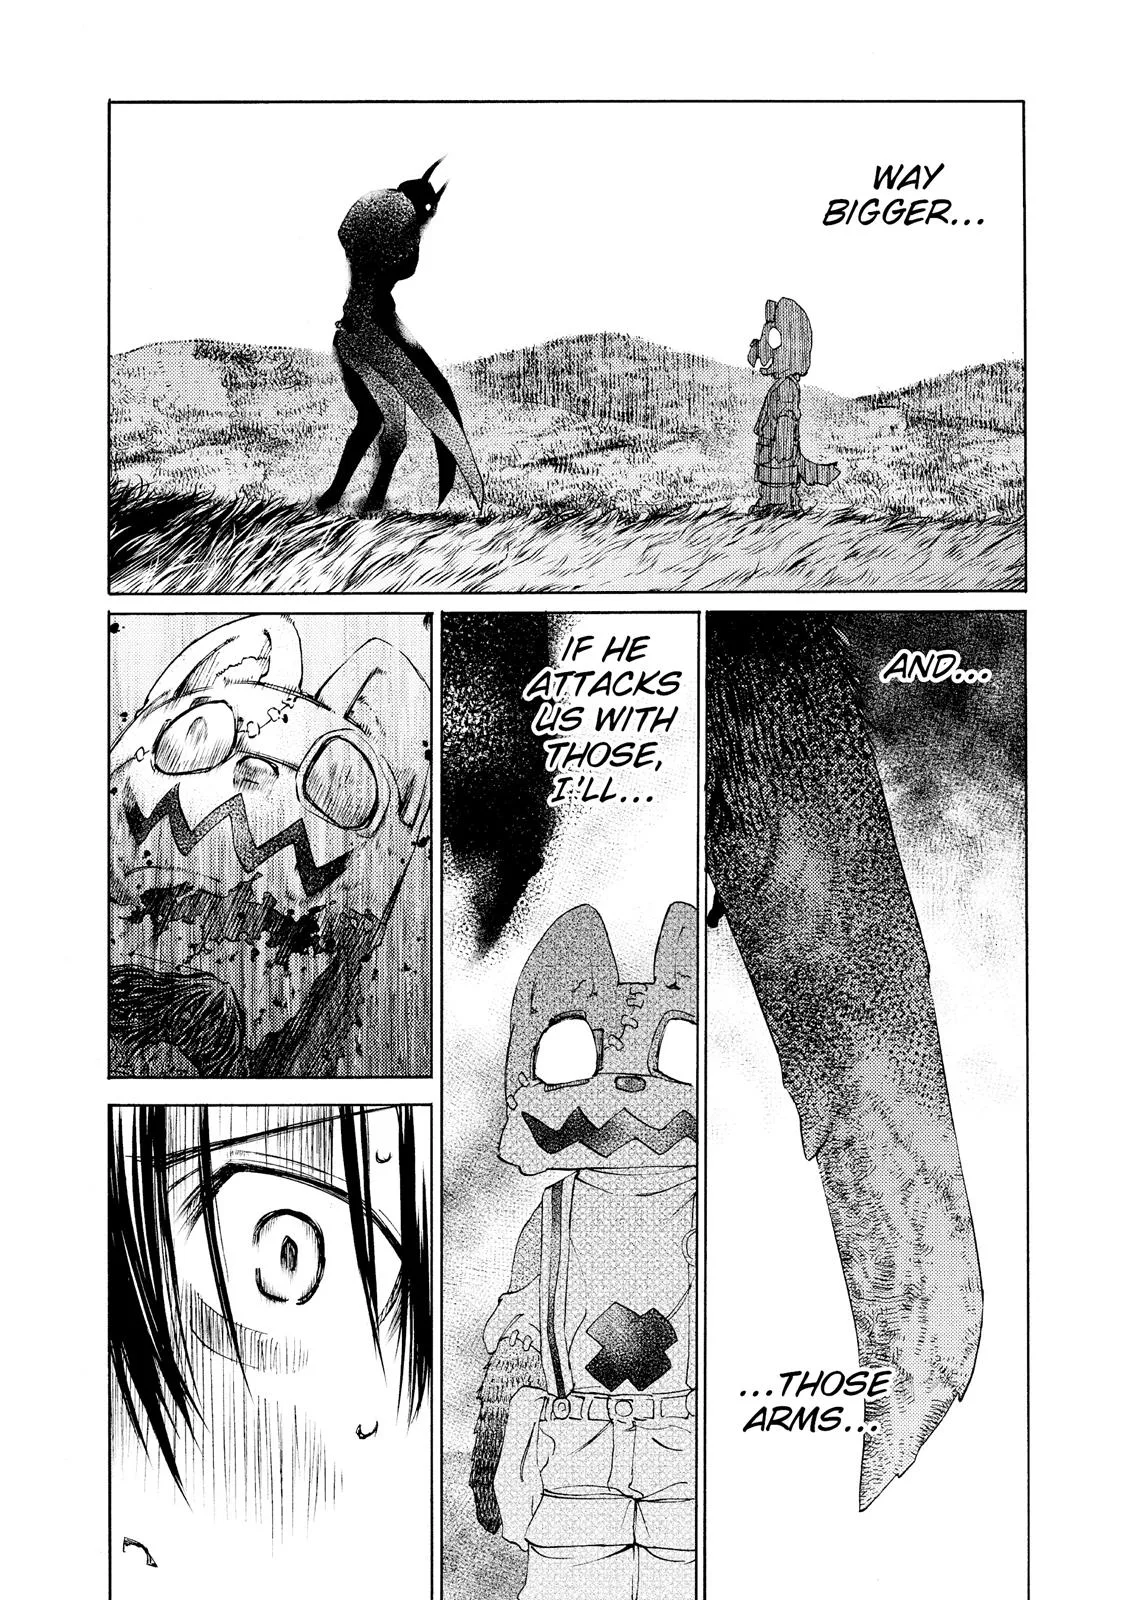 WAY
BIGGER...
AND...
...THOSE
ARMS...
IF HE
ATTACKS
US WITH
THOSE,
I'LL...